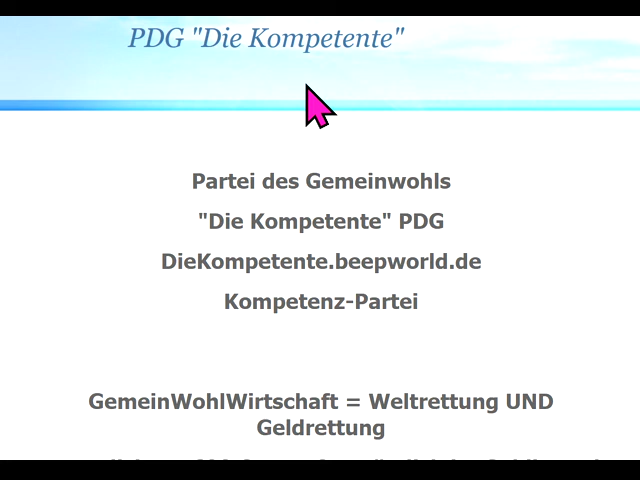 PDG "Die Kompetente"
Partei des Gemeinwohls
"Die Kompetente" PDG
DieKompetente.beepworld.de
Kompetenz-Partei
GemeinWohlWirtschaft = Weltrettung UND
Geldrettung